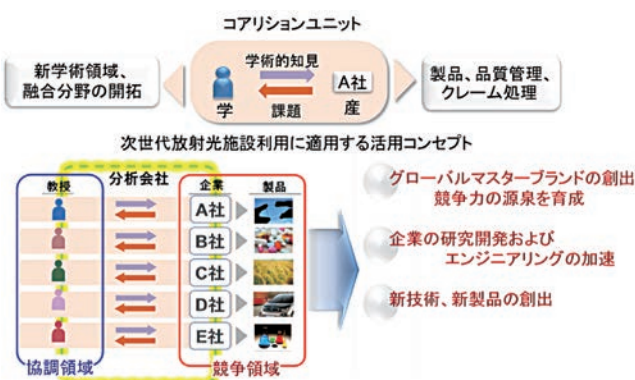 コアリションユニット
新学術領域、
融合分野の開拓
学術的知見
学
課題
A社
産
製品、品質管理、
クレーム処理
次世代放射光施設利用に適用する活用コンセプト
教授
分析会社
企業
製品
A社
B社
C社
D社
E社
協調領域
競争領域
グローバルマスターブランドの創出
競争力の源泉を育成
企業の研究開発および
エンジニアリングの加速
新技術、新製品の創出